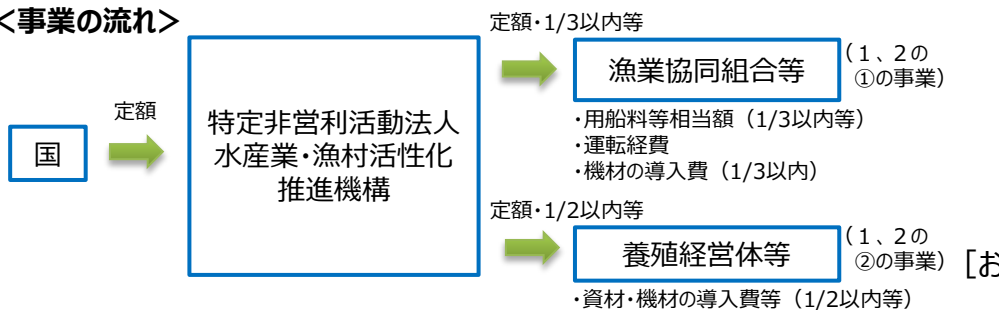 <事業の流れ>
国
定額
特定非営利活動法人
水産業・漁村活性化
推進機構
定額・1/3以内等
漁業協同組合等
(1、2の
①の事業)
・用船料等相当額（1/3以内等）
・運転経費
・機材の導入費（1/3以内）
定額・1/2以内等
養殖経営体等
(1、2の
②の事業)
・資材・機材の導入費等（1/2以内等）
［お